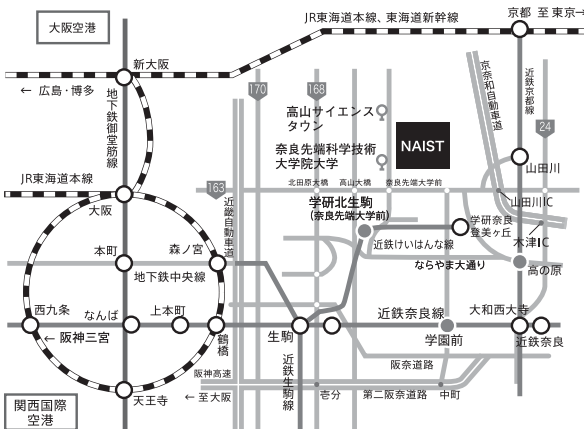 大阪空港
JR東海道本線、東海道新幹線
京都 至 東京→
新大阪
← 広島・博多
地下鉄御堂筋線
170
168
高山サイエンス
タウン
奈良先端科学技術
大学院大学
NAIST
京奈和自動車道
近鉄京都線
24
山田川
JR東海道本線
163
近畿自動車道
北田原大橋
高山大橋
奈良先端大学前
山田川IC
大阪
学研北生駒
(奈良先端大学前)
学研奈良
登美ヶ丘
木津IC
本町
森ノ宮
近鉄けいはんな線
地下鉄中央線
ならやま大通り
高の原
西九条
なんば
上本町
鶴橋
生駒
近鉄奈良線
大和西大寺
← 阪神三宮
学園前
近鉄奈良
近鉄生駒線
阪奈道路
阪神高速
天王寺
← 至大阪
壱分
第二阪奈道路
中町
関西国際
空港